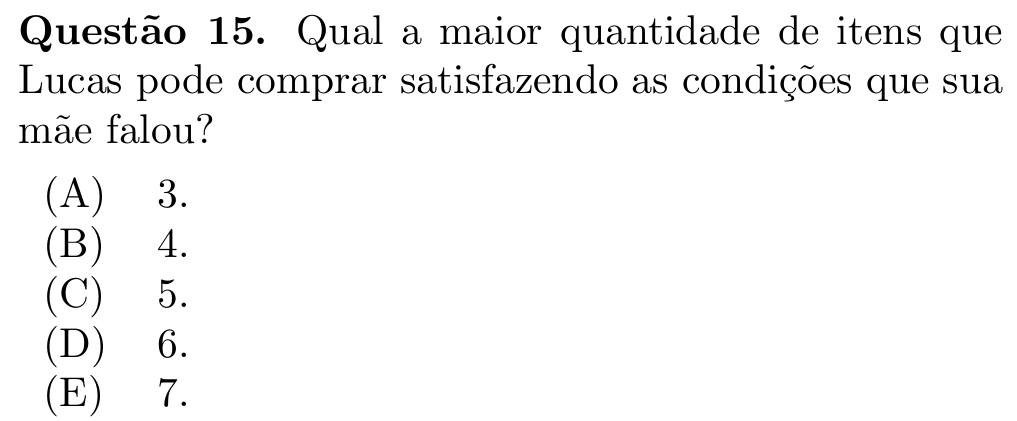 Questão 15. Qual a maior quantidade de itens que
Lucas pode comprar satisfazendo as condições que sua
mãe falou?
(A) 3.
(B) 4.
(C) 5.
(D) 6.
(E) 7.